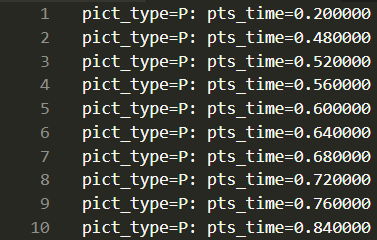 1 pict_type=P: pts_time=0.200000
2 pict_type=P: pts_time=0.480000
3 pict_type=P: pts_time=0.520000
4 pict_type=P: pts_time=0.560000
5 pict_type=P: pts_time=0.600000
6 pict_type=P: pts_time=0.640000
7 pict_type=P: pts_time=0.680000
8 pict_type=P: pts_time=0.720000
9 pict_type=P: pts_time=0.760000
10 pict_type=P: pts_time=0.840000